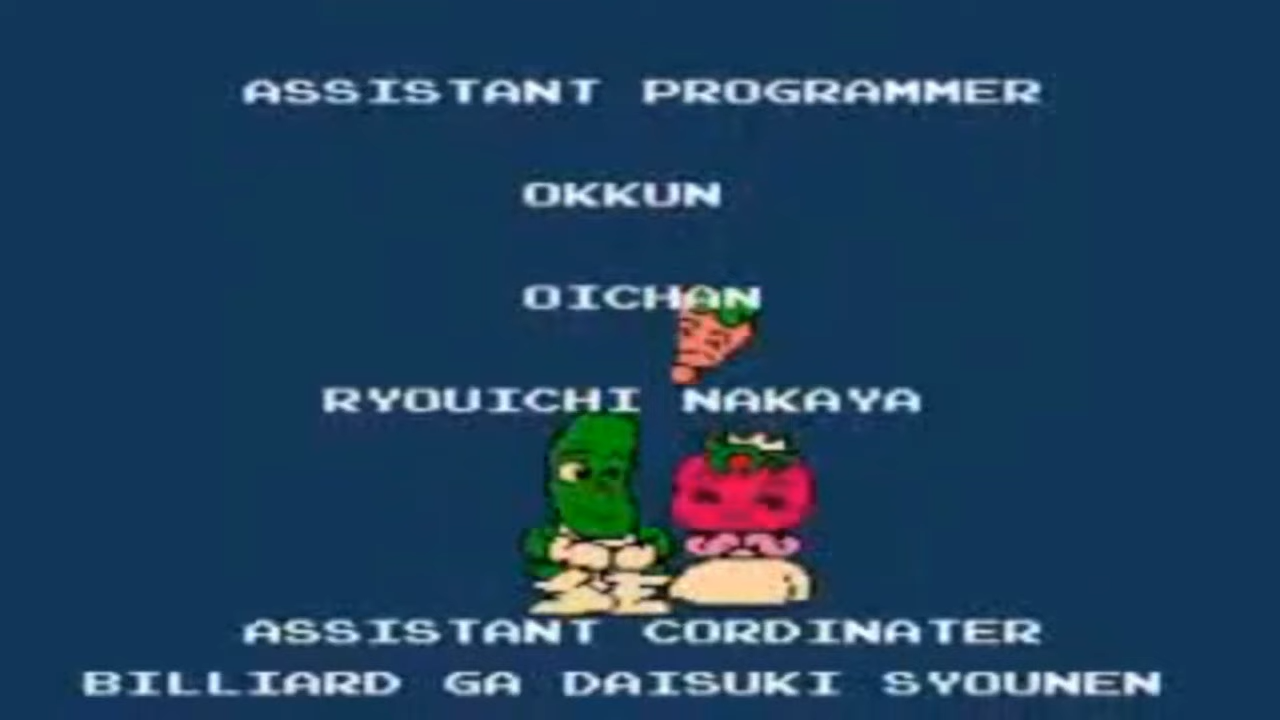 ASSISTANT PROGRAMMER
OKKUN
OICHAN
RYOUICHI NAKAYA
ASSISTANT CORDINATER
BILLIARD GA DAISUKI SYOUNEN